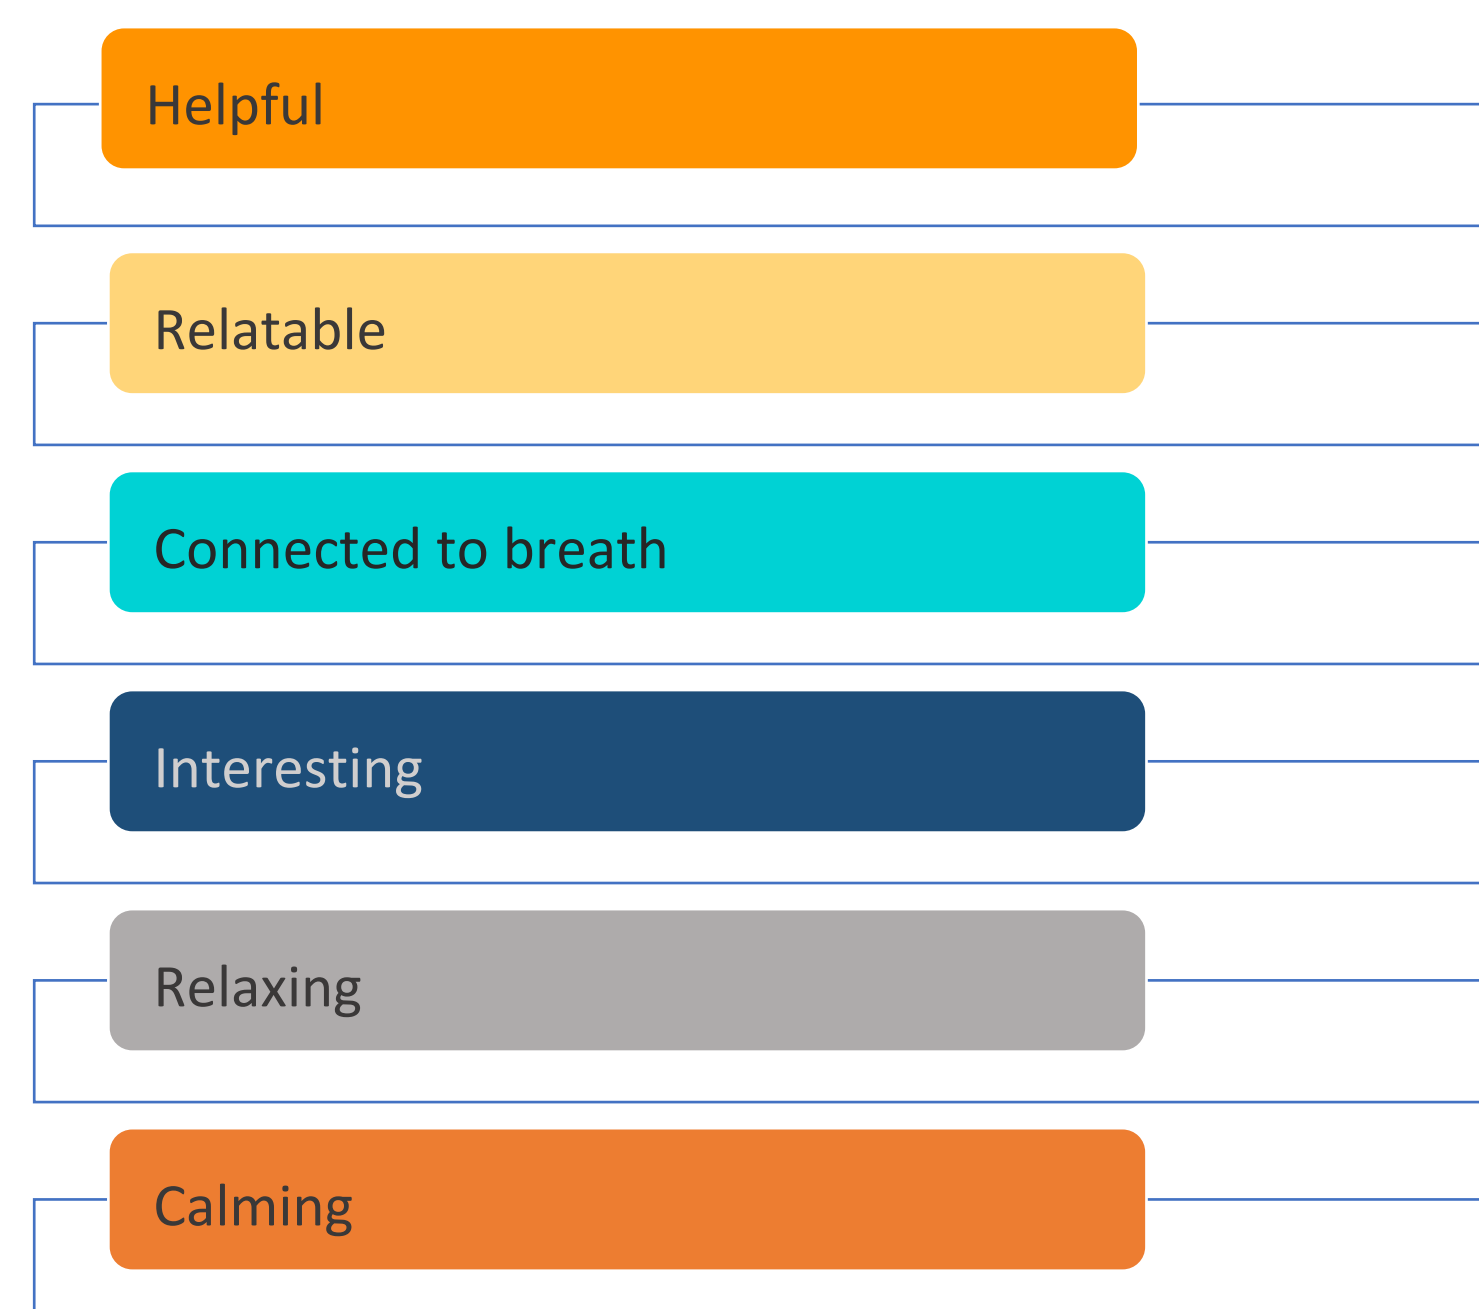 Helpful
Relatable
Connected to breath
Interesting
Relaxing
Calming